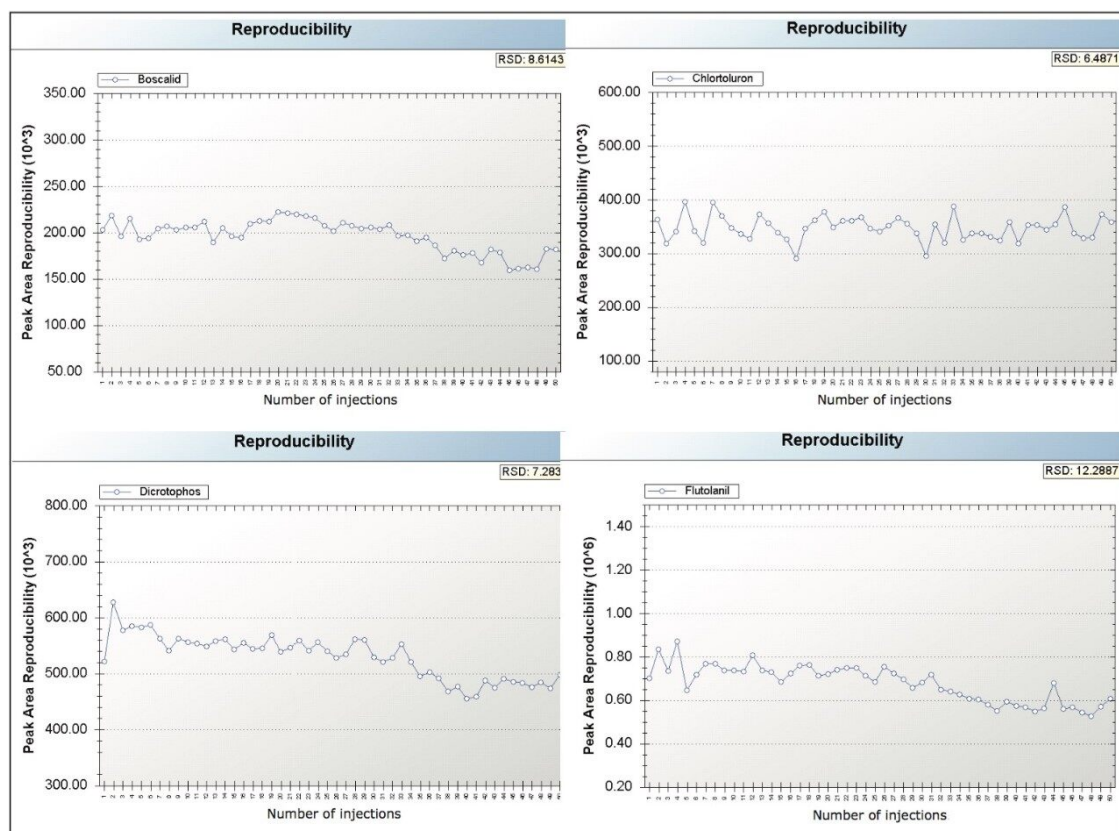 Reproducibility
RSD: 8.6143
Boscalid
Peak Area Reproducibility (10^3)
350.00
300.00
250.00
200.00
150.00
100.00
50.00
Number of injections
Reproducibility
RSD: 6.4871
Chlortoluron
Peak Area Reproducibility (10^3)
600.00
500.00
400.00
300.00
200.00
100.00
Number of injections
Reproducibility
RSD: 7.283
Dicrotophos
Peak Area Reproducibility (10^3)
800.00
700.00
600.00
500.00
400.00
300.00
Number of injections
Reproducibility
RSD: 12.2887
Flutolanil
Peak Area Reproducibility (10^6)
1.40
1.20
1.00
0.80
0.60
0.40
0.20
Number of injections